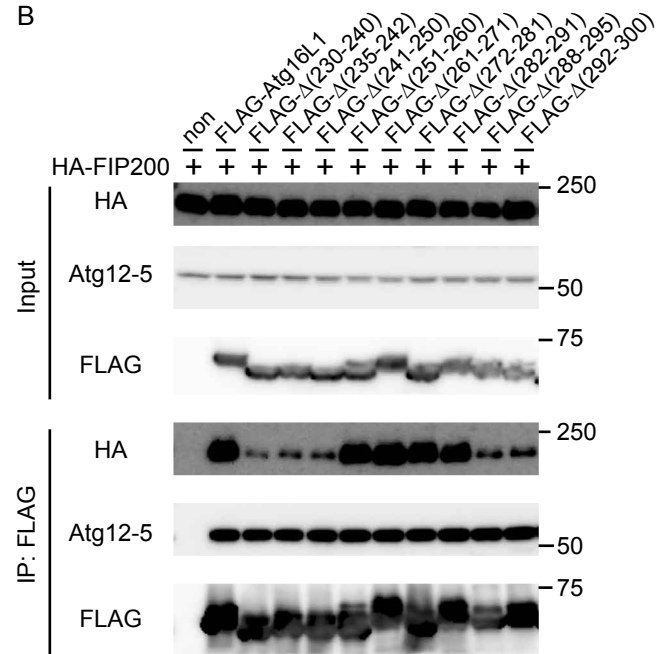 B
non
FLAG-Atg16L1
FLAG-Δ(230-240)
FLAG-Δ(235-242)
FLAG-Δ(241-250)
FLAG-Δ(251-260)
FLAG-Δ(261-271)
FLAG-Δ(272-281)
FLAG-Δ(282-291)
FLAG-Δ(288-295)
FLAG-Δ(292-300)
HA-FIP200 + + + + + + + + + +
Input
HA
250
Atg12-5
50
FLAG
75
IP: FLAG
HA
250
Atg12-5
50
FLAG
75